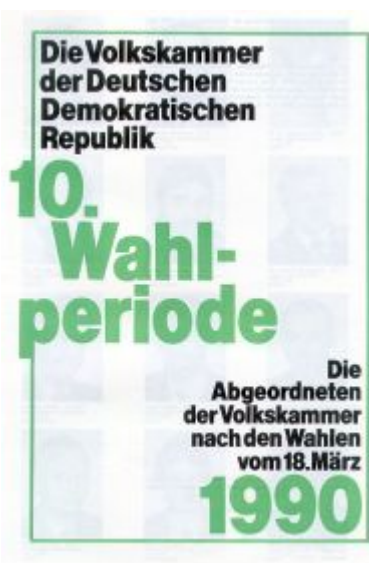 Die Volkskammer
der Deutschen
Demokratischen
Republik
10.
Wahl-
periode
Die
Abgeordneten
der Volkskammer
nach den Wahlen
vom 18. März
1990